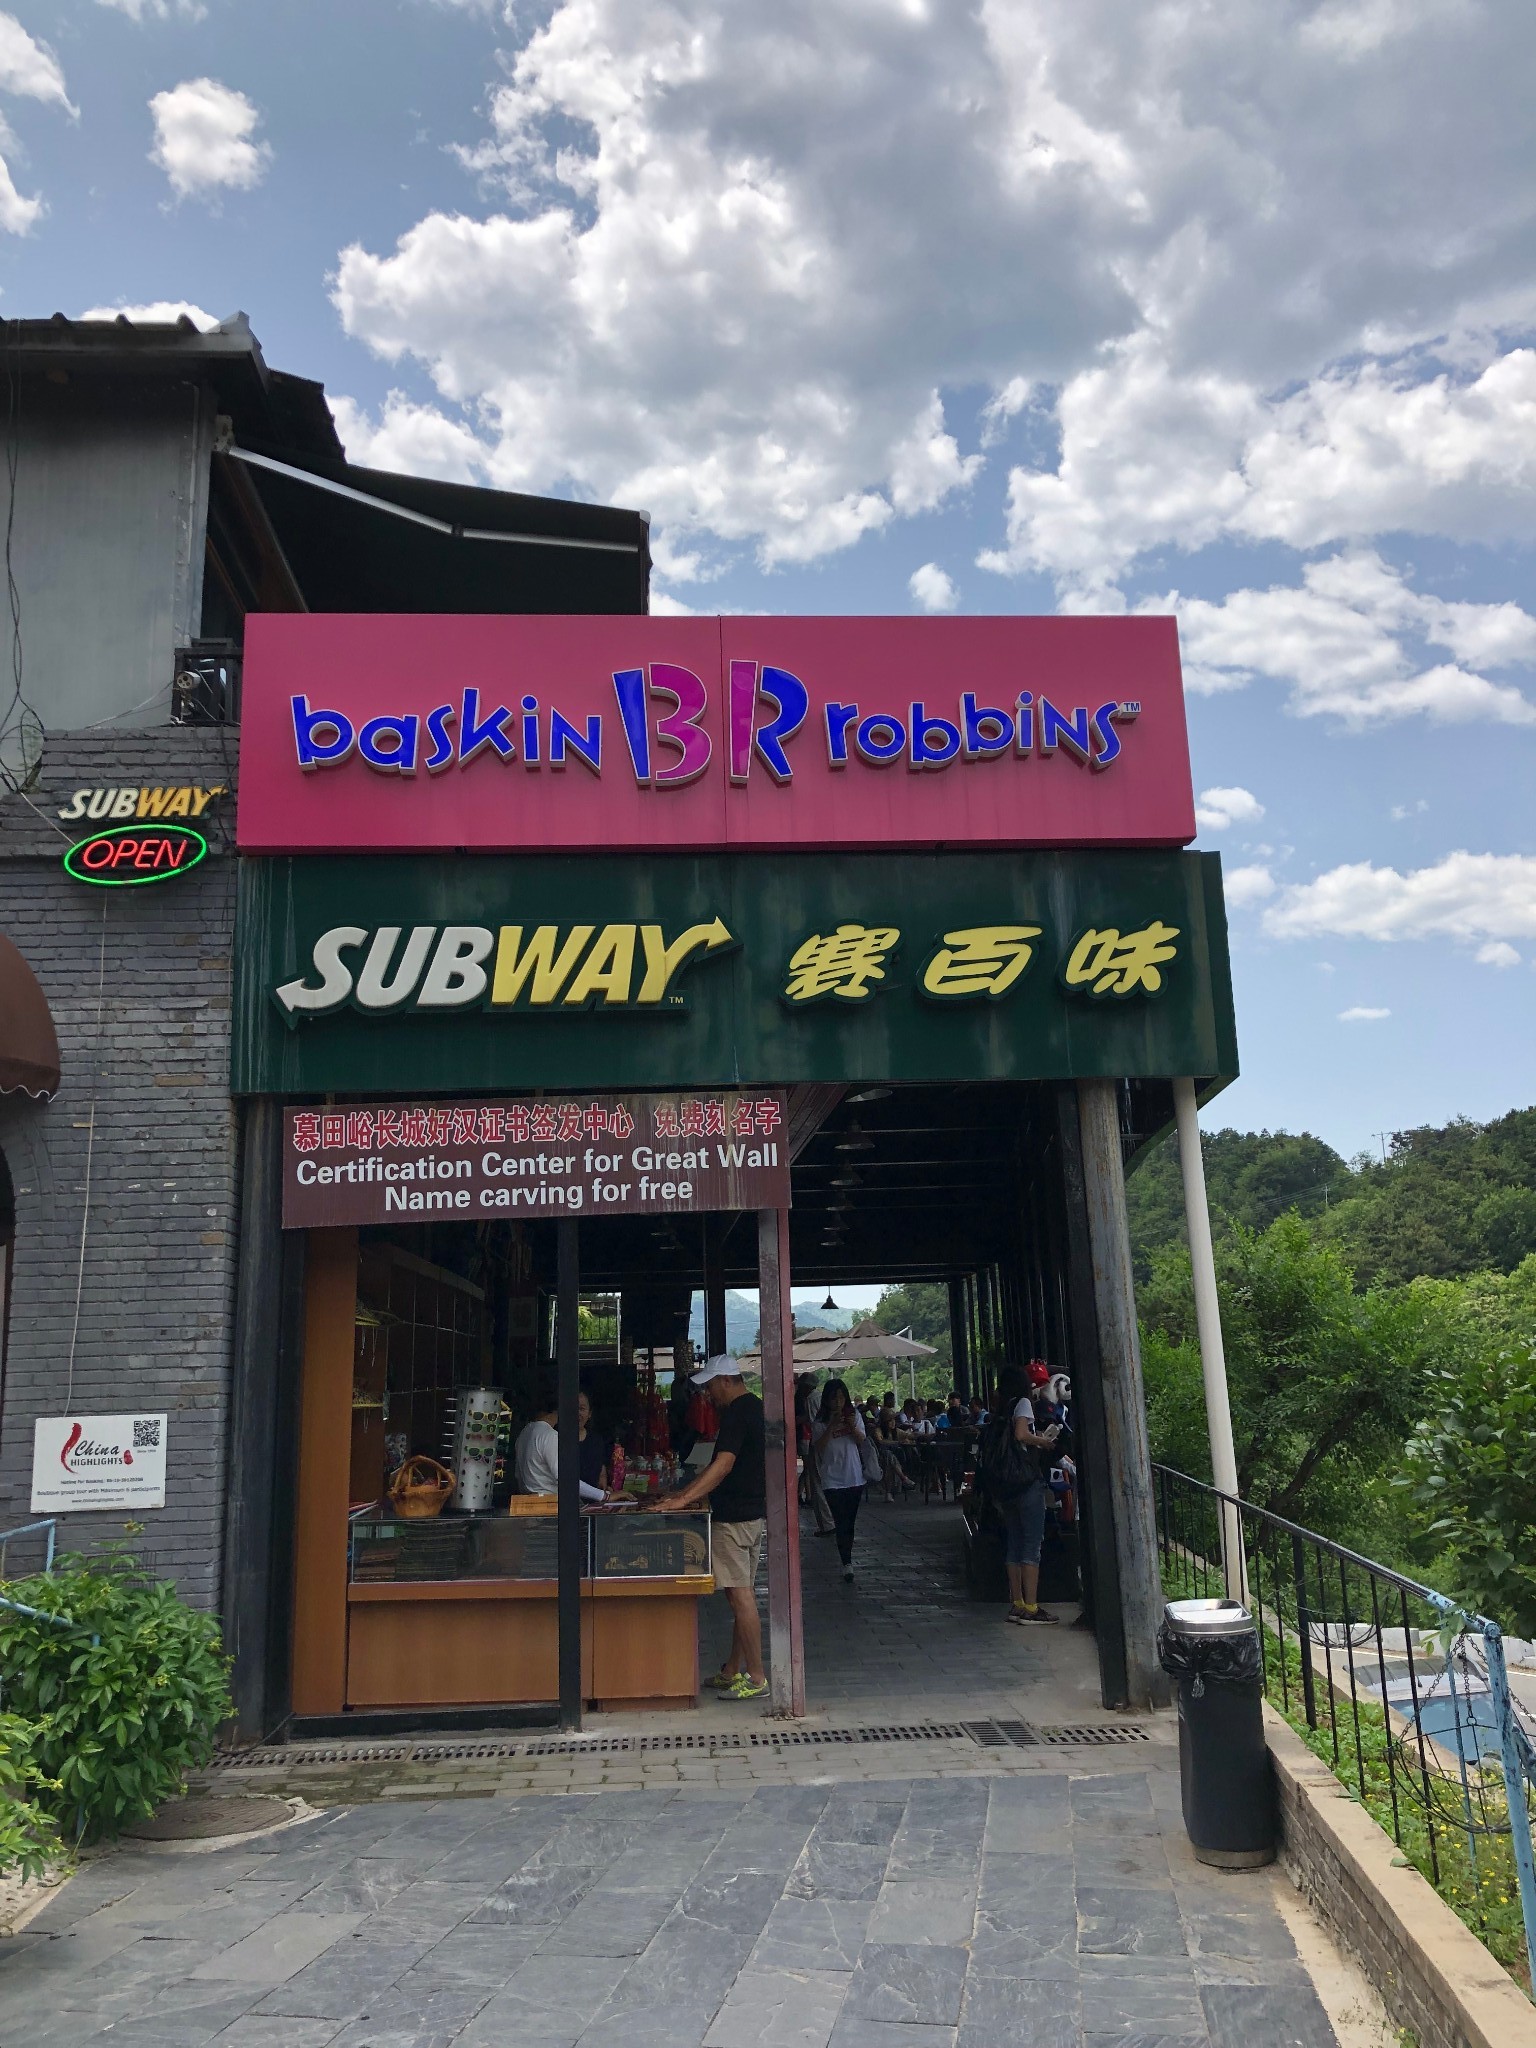 baskin BR robbins™
SUBWAY
OPEN
SUBWAY™ 赛百味
慕田峪长城好汉证书签发中心 免费刻名字
Certification Center for Great Wall
Name carving for free
China
HIGHLIGHTS